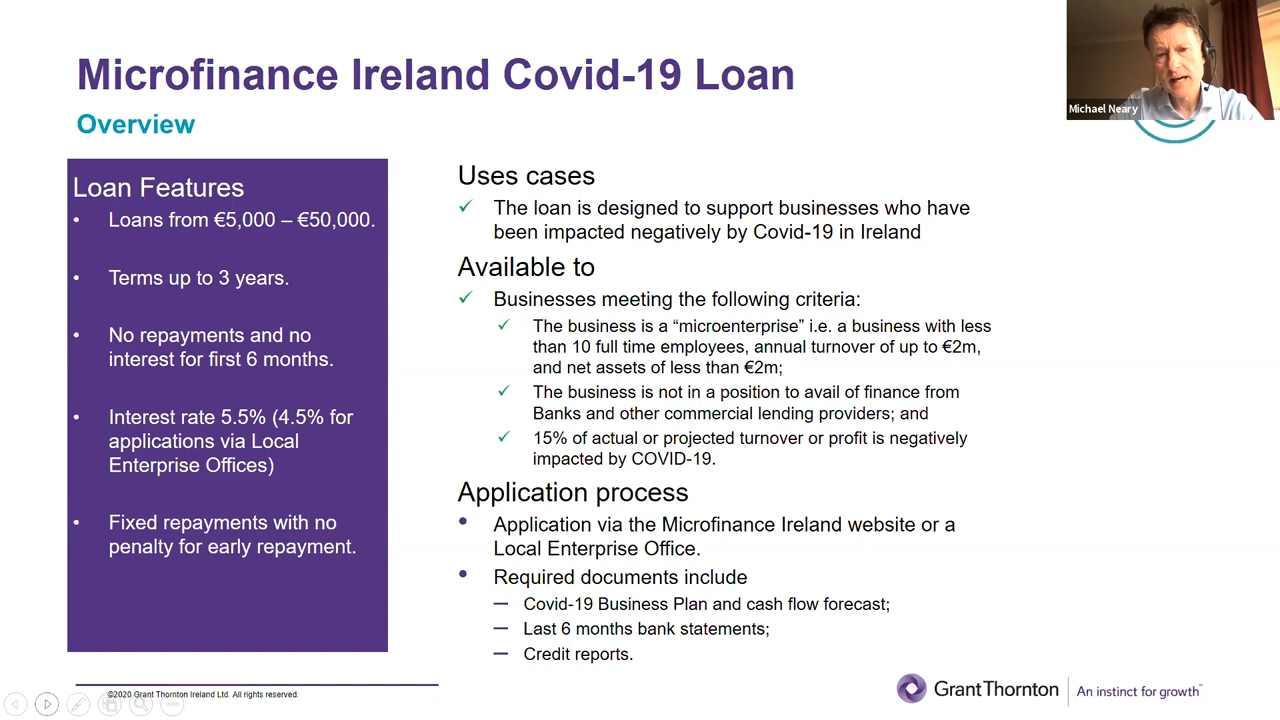 Microfinance Ireland Covid-19 Loan
Overview
Michael Neary
Loan Features
• Loans from €5,000 – €50,000.
• Terms up to 3 years.
• No repayments and no
interest for first 6 months.
• Interest rate 5.5% (4.5% for
applications via Local
Enterprise Offices)
• Fixed repayments with no
penalty for early repayment.
Uses cases
✓ The loan is designed to support businesses who have
been impacted negatively by Covid-19 in Ireland
Available to
✓ Businesses meeting the following criteria:
✓ The business is a “microenterprise” i.e. a business with less
than 10 full time employees, annual turnover of up to €2m,
and net assets of less than €2m;
✓ The business is not in a position to avail of finance from
Banks and other commercial lending providers; and
✓ 15% of actual or projected turnover or profit is negatively
impacted by COVID-19.
Application process
• Application via the Microfinance Ireland website or a
Local Enterprise Office.
• Required documents include
– Covid-19 Business Plan and cash flow forecast;
– Last 6 months bank statements;
– Credit reports.
©2020 Grant Thornton Ireland Ltd. All rights reserved.
Grant Thornton
An instinct for growth™